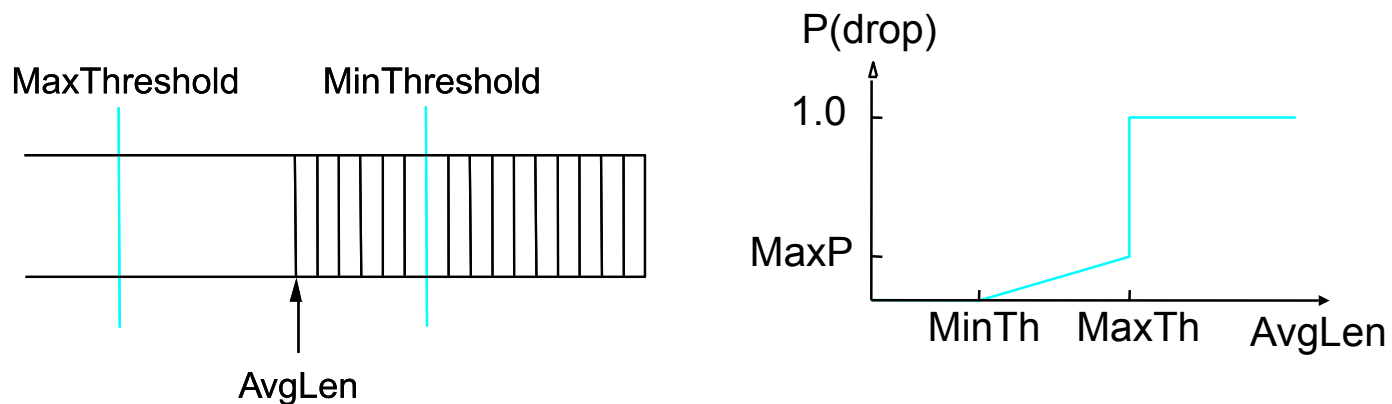 MaxThreshold
MinThreshold
AvgLen
P(drop)
1.0
MaxP
MinTh
MaxTh
AvgLen